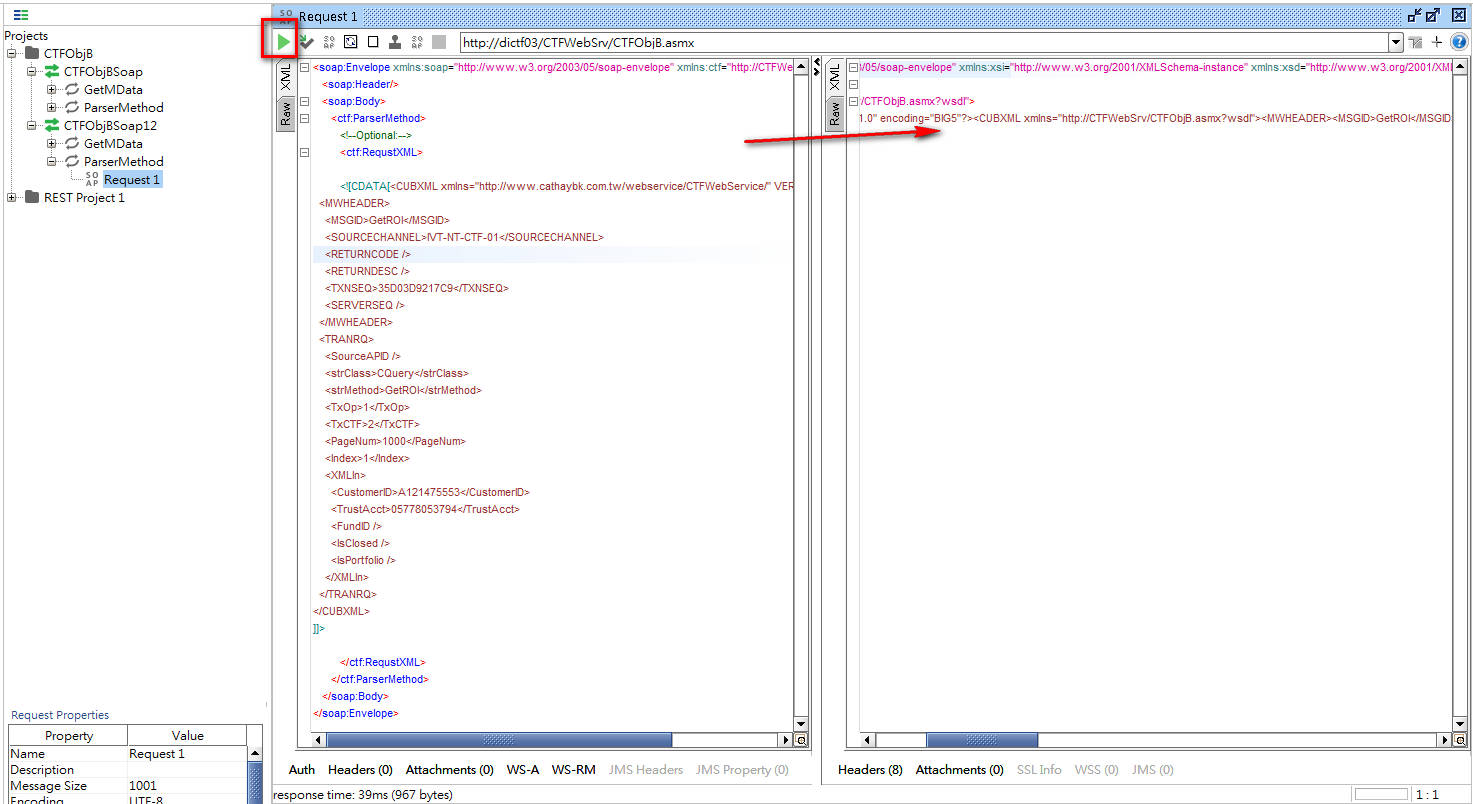 Projects
CTFObjB
CTFObjBSoap
GetMData
ParserMethod
CTFObjBSoap12
GetMData
ParserMethod
SO AP Request 1
REST Project 1
Request Properties
Property Value
Name Request 1
Description
Message Size 1001
Encoding UTF-8
SO AP Request 1
http://dictf03/CTFWebSrv/CTFObjB.asmx
XML
Raw
<soap:Envelope xmlns:soap="http://www.w3.org/2003/05/soap-envelope" xmlns:ctf="http://CTFWe
<soap:Header/>
<soap:Body>
<ctf:ParserMethod>
<!--Optional:-->
<ctf:RequstXML>
<![CDATA[<CUBXML xmlns="http://www.cathaybk.com.tw/webservice/CTFWebService/" VER
<MWHEADER>
<MSGID>GetROI</MSGID>
<SOURCECHANNEL>IVT-NT-CTF-01</SOURCECHANNEL>
<RETURNCODE />
<RETURNDESC />
<TXNSEQ>35D03D9217C9</TXNSEQ>
<SERVERSEQ />
</MWHEADER>
<TRANRQ>
<SourceAPID />
<strClass>CQuery</strClass>
<strMethod>GetROI</strMethod>
<TxOp>1</TxOp>
<TxCTF>2</TxCTF>
<PageNum>1000</PageNum>
<Index>1</Index>
<XMLIn>
<CustomerID>A121475553</CustomerID>
<TrustAcct>05778053794</TrustAcct>
<FundID />
<IsClosed />
<IsPortfolio />
</XMLIn>
</TRANRQ>
</CUBXML>
]]>
</ctf:RequstXML>
</ctf:ParserMethod>
</soap:Body>
</soap:Envelope>
Auth Headers (0) Attachments (0) WS-A WS-RM JMS Headers JMS Property (0)
XML
Raw
/05/soap-envelope" xmlns:xsi="http://www.w3.org/2001/XMLSchema-instance" xmlns:xsd="http://www.w3.org/2001/XM
/CTFObjB.asmx?wsdl">
1.0" encoding="BIG5"?><CUBXML xmlns="http://CTFWebSrv/CTFObjB.asmx?wsdl"><MWHEADER><MSGID>GetROI</MSGID
Headers (8) Attachments (0) SSL Info WSS (0) JMS (0)
response time: 39ms (967 bytes)
1 : 1